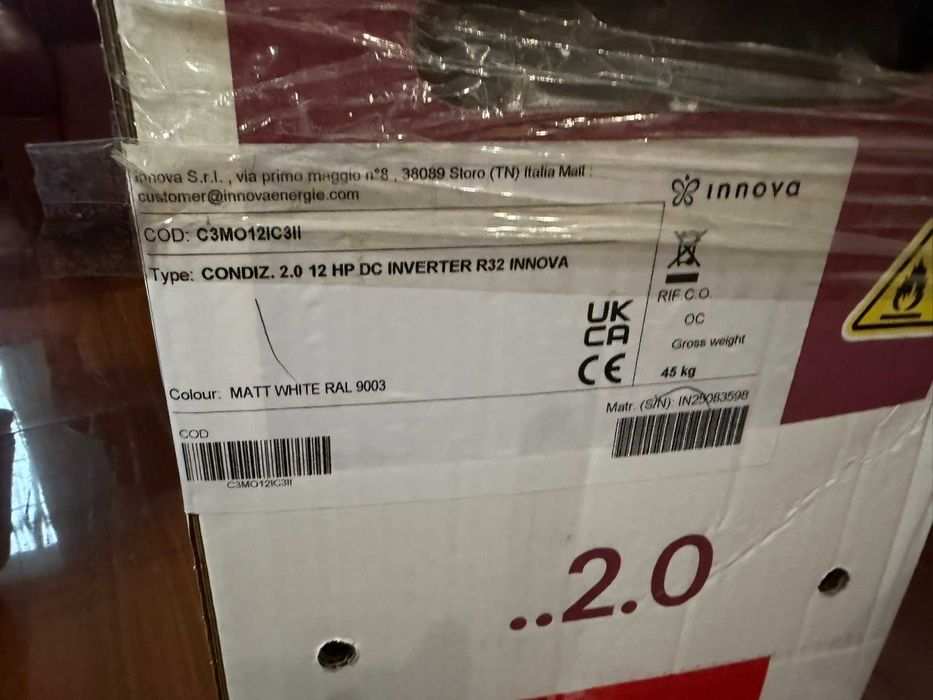 innova S.r.l. , via primo maggio n°8 , 38089 Storo (TN) Italia Mail :
customer@innovaenergie.com
innova
COD: C3MO12IC3II
Type: CONDIZ. 2.0 12 HP DC INVERTER R32 INNOVA
RIF C.O.
OC
UK
CA
CE
Gross weight
45 kg
Colour: MATT WHITE RAL 9003
Matr. (S/N): IN25083598
COD
C3MO12IC3II
..2.0